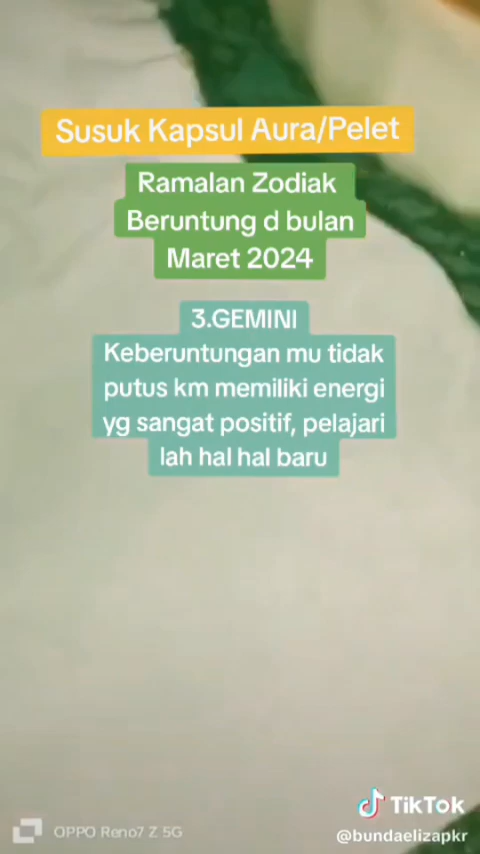 Susuk Kapsul Aura/Pelet
Ramalan Zodiak
Beruntung d bulan
Maret 2024
3.GEMINI
Keberuntungan mu tidak
putus km memiliki energi
yg sangat positif, pelajari
lah hal hal baru
TikTok
OPPO Reno7 Z 5G
@bundaelizapkr